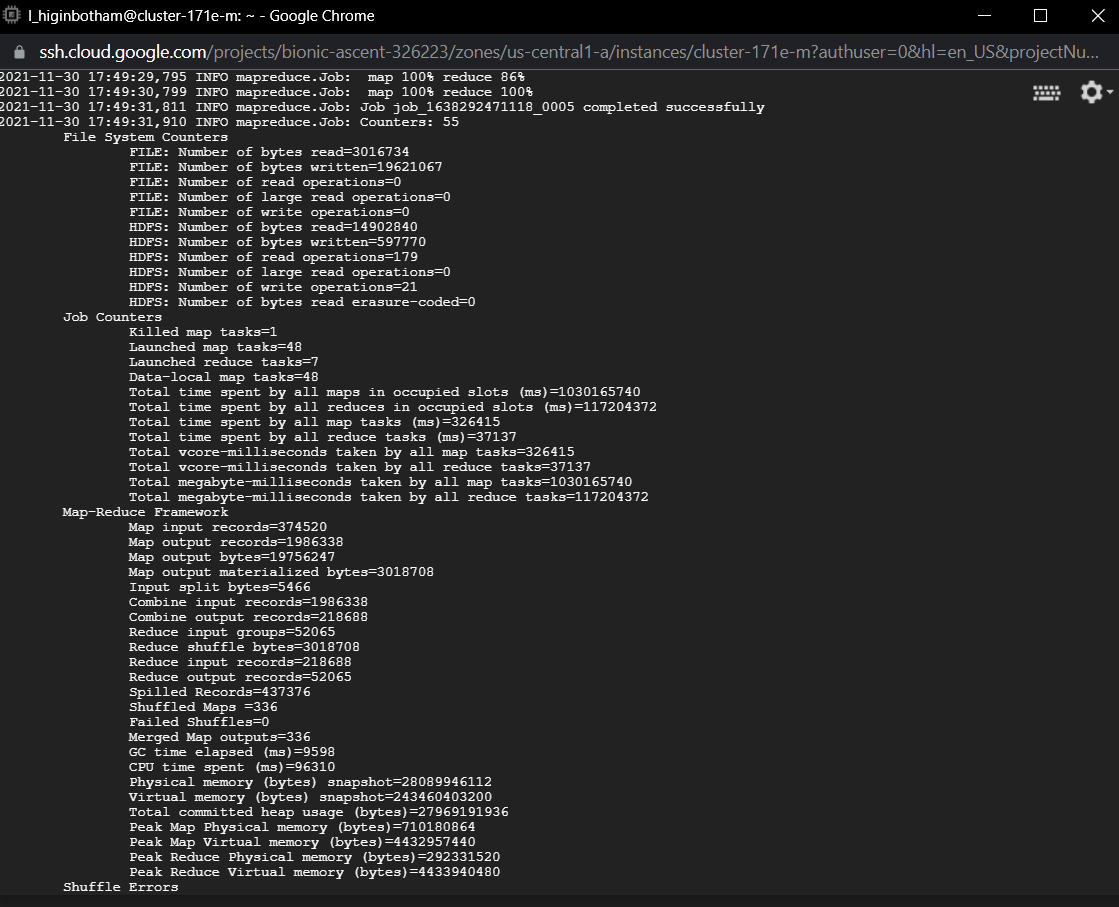 l_higinbotham@cluster-171e-m: ~ - Google Chrome
ssh.cloud.google.com/projects/bionic-ascent-326223/zones/us-central1-a/instances/cluster-171e-m?authuser=0&hl=en_US&projectNu...
2021-11-30 17:49:29,795 INFO mapreduce.Job:  map 100% reduce 86%
2021-11-30 17:49:30,799 INFO mapreduce.Job:  map 100% reduce 100%
2021-11-30 17:49:31,811 INFO mapreduce.Job: Job job_1638292471118_0005 completed successfully
2021-11-30 17:49:31,910 INFO mapreduce.Job: Counters: 55
File System Counters
FILE: Number of bytes read=3016734
FILE: Number of bytes written=19621067
FILE: Number of read operations=0
FILE: Number of large read operations=0
FILE: Number of write operations=0
HDFS: Number of bytes read=14902840
HDFS: Number of bytes written=597770
HDFS: Number of read operations=179
HDFS: Number of large read operations=0
HDFS: Number of write operations=21
HDFS: Number of bytes read erasure-coded=0
Job Counters
Killed map tasks=1
Launched map tasks=48
Launched reduce tasks=7
Data-local map tasks=48
Total time spent by all maps in occupied slots (ms)=1030165740
Total time spent by all reduces in occupied slots (ms)=117204372
Total time spent by all map tasks (ms)=326415
Total time spent by all reduce tasks (ms)=37137
Total vcore-milliseconds taken by all map tasks=326415
Total vcore-milliseconds taken by all reduce tasks=37137
Total megabyte-milliseconds taken by all map tasks=1030165740
Total megabyte-milliseconds taken by all reduce tasks=117204372
Map-Reduce Framework
Map input records=374520
Map output records=1986338
Map output bytes=19756247
Map output materialized bytes=3018708
Input split bytes=5466
Combine input records=1986338
Combine output records=218688
Reduce input groups=52065
Reduce shuffle bytes=3018708
Reduce input records=218688
Reduce output records=52065
Spilled Records=437376
Shuffled Maps =336
Failed Shuffles=0
Merged Map outputs=336
GC time elapsed (ms)=9598
CPU time spent (ms)=96310
Physical memory (bytes) snapshot=28089946112
Virtual memory (bytes) snapshot=243460403200
Total committed heap usage (bytes)=27969191936
Peak Map Physical memory (bytes)=710180864
Peak Map Virtual memory (bytes)=4432957440
Peak Reduce Physical memory (bytes)=292331520
Peak Reduce Virtual memory (bytes)=4433940480
Shuffle Errors